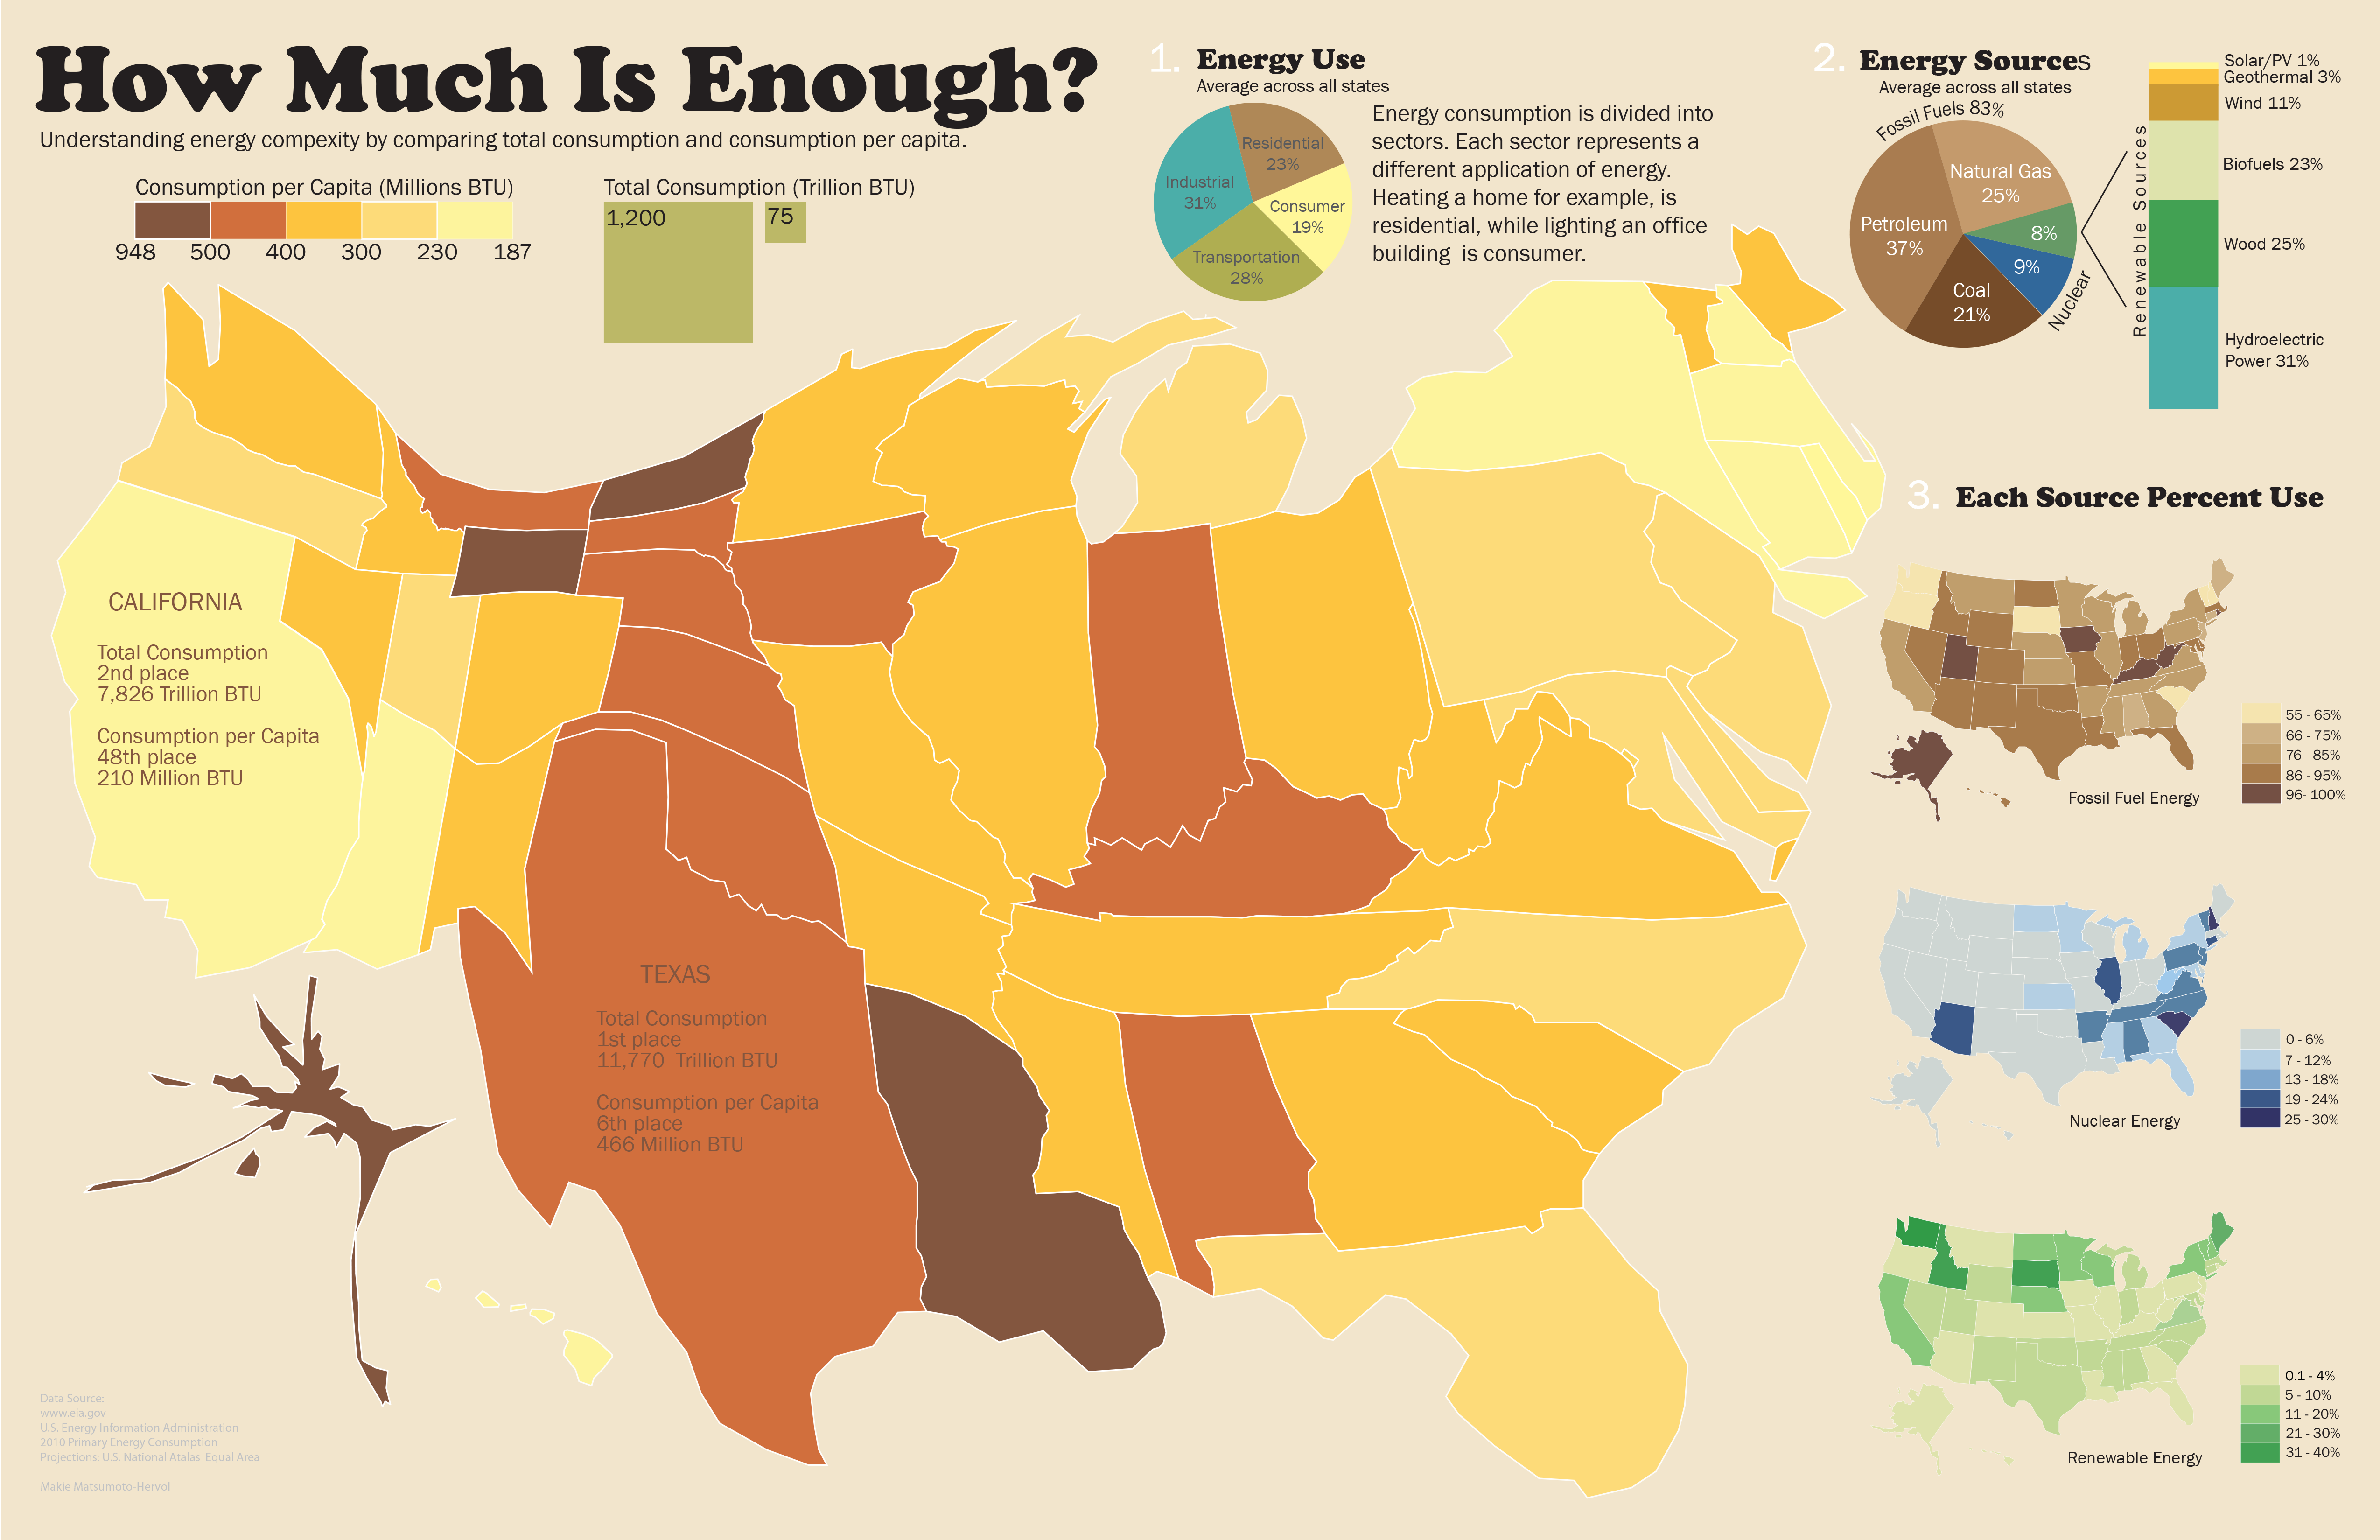 How Much Is Enough?
Understanding energy compexity by comparing total consumption and consumption per capita.
Consumption per Capita (Millions BTU)
948 500 400 300 230 187
Total Consumption (Trillion BTU)
1,200
75
1. Energy Use
Average across all states
Residential
23%
Consumer
19%
Transportation
28%
Industrial
31%
Energy consumption is divided into
sectors. Each sector represents a
different application of energy.
Heating a home for example, is
residential, while lighting an office
building is consumer.
2. Energy Sources
Average across all states
Fossil Fuels 83%
Natural Gas
25%
Petroleum
37%
Coal
21%
8%
9%
Nuclear
Renewable Sources
Solar/PV 1%
Geothermal 3%
Wind 11%
Biofuels 23%
Wood 25%
Hydroelectric
Power 31%
CALIFORNIA
Total Consumption
2nd place
7,826 Trillion BTU
Consumption per Capita
48th place
210 Million BTU
TEXAS
Total Consumption
1st place
11,770 Trillion BTU
Consumption per Capita
6th place
466 Million BTU
3. Each Source Percent Use
55 - 65%
66 - 75%
76 - 85%
86 - 95%
96- 100%
Fossil Fuel Energy
0 - 6%
7 - 12%
13 - 18%
19 - 24%
25 - 30%
Nuclear Energy
0.1 - 4%
5 - 10%
11 - 20%
21 - 30%
31 - 40%
Renewable Energy
Data Source:
www.eia.gov
U.S. Energy Information Administration
2010 Primary Energy Consumption
Projections: U.S. National Atalas Equal Area
Makie Matsumoto-Hervol